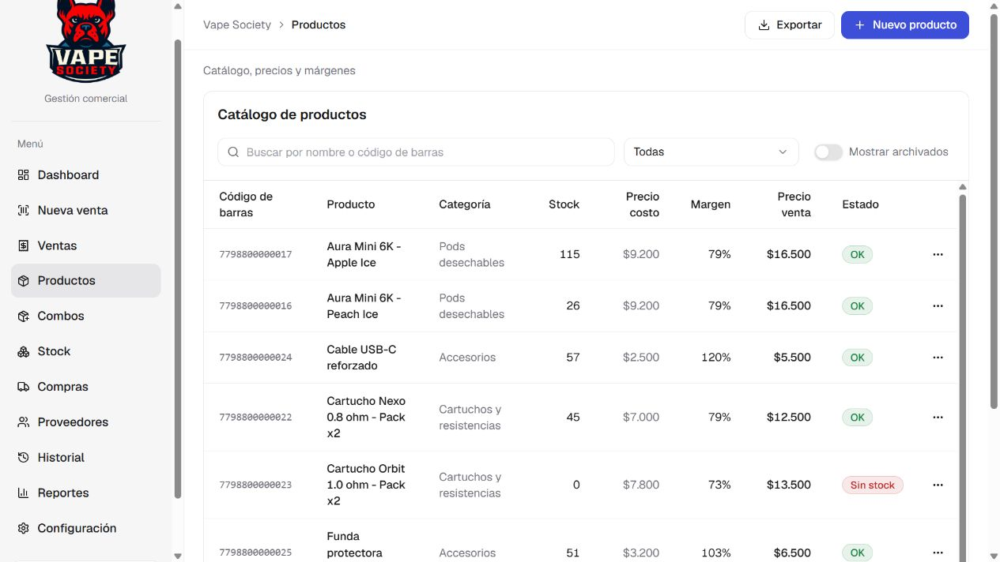 VAPE
SOCIETY
Gestión comercial
Menú
Dashboard
Nueva venta
Ventas
Productos
Combos
Stock
Compras
Proveedores
Historial
Reportes
Configuración
Vape Society > Productos
Exportar
+ Nuevo producto
Catálogo, precios y márgenes
Catálogo de productos
Buscar por nombre o código de barras
Todas
Mostrar archivados
Código de
barras
Producto
Categoría
Stock
Precio
costo
Margen
Precio
venta
Estado
7798800000017
Aura Mini 6K -
Apple Ice
Pods
desechables
115
$9.200
79%
$16.500
OK
7798800000016
Aura Mini 6K -
Peach Ice
Pods
desechables
26
$9.200
79%
$16.500
OK
7798800000024
Cable USB-C
reforzado
Accesorios
57
$2.500
120%
$5.500
OK
7798800000022
Cartucho Nexo
0.8 ohm - Pack
x2
Cartuchos y
resistencias
45
$7.000
79%
$12.500
OK
7798800000023
Cartucho Orbit
1.0 ohm - Pack
x2
Cartuchos y
resistencias
0
$7.800
73%
$13.500
Sin stock
7798800000025
Funda
protectora
Accesorios
51
$3.200
103%
$6.500
OK